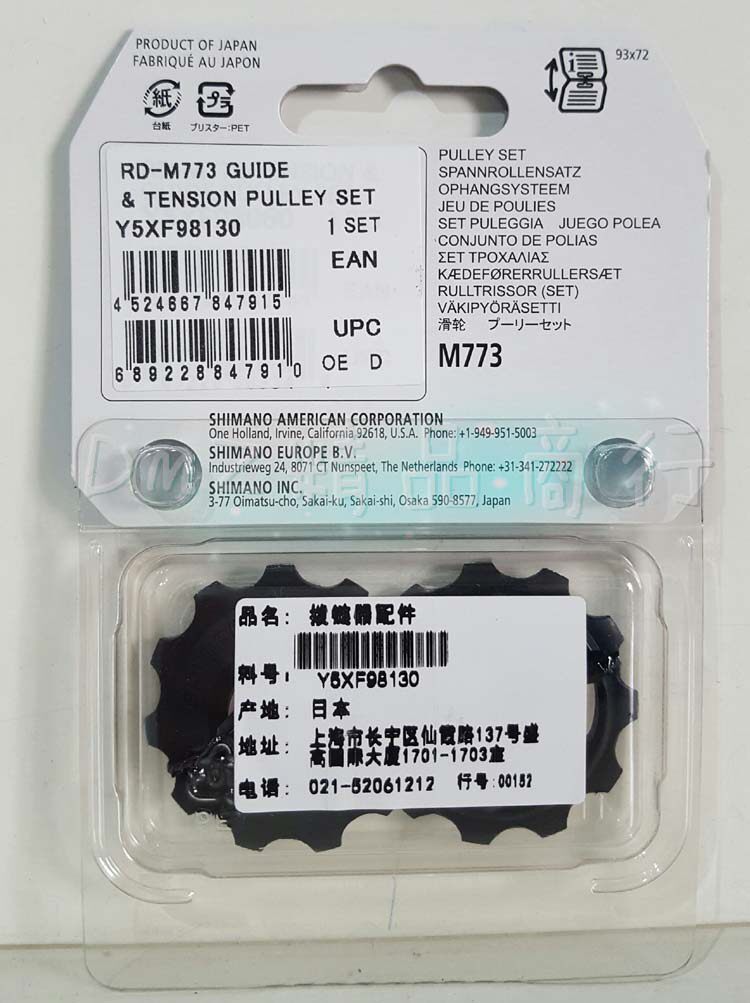 PRODUCT OF JAPAN
FABRIQUÉ AU JAPON
93x72
紙
プラ
台紙
ブリスター:PET
RD-M773 GUIDE
& TENSION PULLEY SET
Y5XF98130 1 SET
EAN
4 524667 847915
UPC
6 89228 84791 0
OE D
PULLEY SET
SPANNROLLENSATZ
OPHANGSYSTEEM
JEU DE POULIES
SET PULEGGIA JUEGO POLEA
CONJUNTO DE POLIAS
ΣΕΤ ΤΡΟΧΑΛΙΑΣ
KÆDEFØRERRULLERSÆT
RULLTRISSOR (SET)
VÄKIPYÖRÄSETTI
滑轮 プーリーセット
M773
SHIMANO AMERICAN CORPORATION
One Holland, Irvine, California 92618, U.S.A. Phone: +1-949-951-5003
SHIMANO EUROPE B.V.
Industrieweg 24, 8071 CT Nunspeet, The Netherlands Phone: +31-341-272222
SHIMANO INC.
3-77 Oimatsu-cho, Sakai-ku, Sakai-shi, Osaka 590-8577, Japan
精品商行
品名: 拨链器配件
料号: Y5XF98130
产地: 日本
地址: 上海市长宁区仙霞路137号盛
高国际大厦1701-1703室
电话: 021-52061212 行号:00152